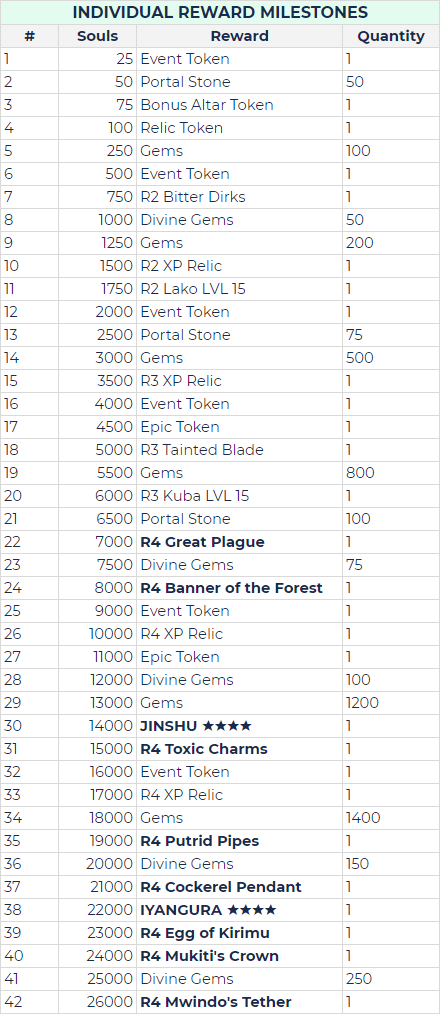 INDIVIDUAL REWARD MILESTONES
# Souls Reward Quantity
1 25 Event Token 1
2 50 Portal Stone 50
3 75 Bonus Altar Token 1
4 100 Relic Token 1
5 250 Gems 100
6 500 Event Token 1
7 750 R2 Bitter Dirks 1
8 1000 Divine Gems 50
9 1250 Gems 200
10 1500 R2 XP Relic 1
11 1750 R2 Lako LVL 15 1
12 2000 Event Token 1
13 2500 Portal Stone 75
14 3000 Gems 500
15 3500 R3 XP Relic 1
16 4000 Event Token 1
17 4500 Epic Token 1
18 5000 R3 Tainted Blade 1
19 5500 Gems 800
20 6000 R3 Kuba LVL 15 1
21 6500 Portal Stone 100
22 7000 R4 Great Plague 1
23 7500 Divine Gems 75
24 8000 R4 Banner of the Forest 1
25 9000 Event Token 1
26 10000 R4 XP Relic 1
27 11000 Epic Token 1
28 12000 Divine Gems 100
29 13000 Gems 1200
30 14000 JINSHU ★★★★ 1
31 15000 R4 Toxic Charms 1
32 16000 Event Token 1
33 17000 R4 XP Relic 1
34 18000 Gems 1400
35 19000 R4 Putrid Pipes 1
36 20000 Divine Gems 150
37 21000 R4 Cockerel Pendant 1
38 22000 IYANGURA ★★★★ 1
39 23000 R4 Egg of Kirimu 1
40 24000 R4 Mukiti's Crown 1
41 25000 Divine Gems 250
42 26000 R4 Mwindo's Tether 1